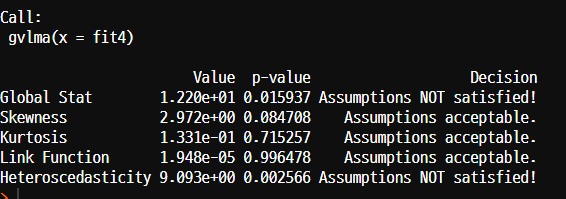 Call:
 gvlma(x = fit4)
                       Value  p-value                   Decision
Global Stat        1.220e+01 0.015937 Assumptions NOT satisfied!
Skewness           2.972e+00 0.084708    Assumptions acceptable.
Kurtosis           1.331e-01 0.715257    Assumptions acceptable.
Link Function      1.948e-05 0.996478    Assumptions acceptable.
Heteroscedasticity 9.093e+00 0.002566 Assumptions NOT satisfied!
>